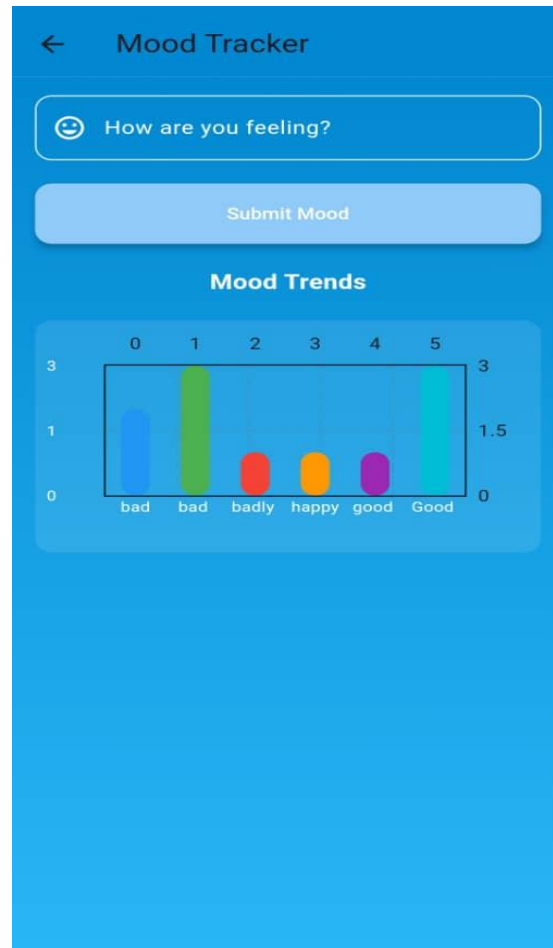 Mood Tracker
How are you feeling?
Submit Mood
Mood Trends
0 1 2 3 4 5
3 3
1 1.5
0 0
bad bad badly happy good Good